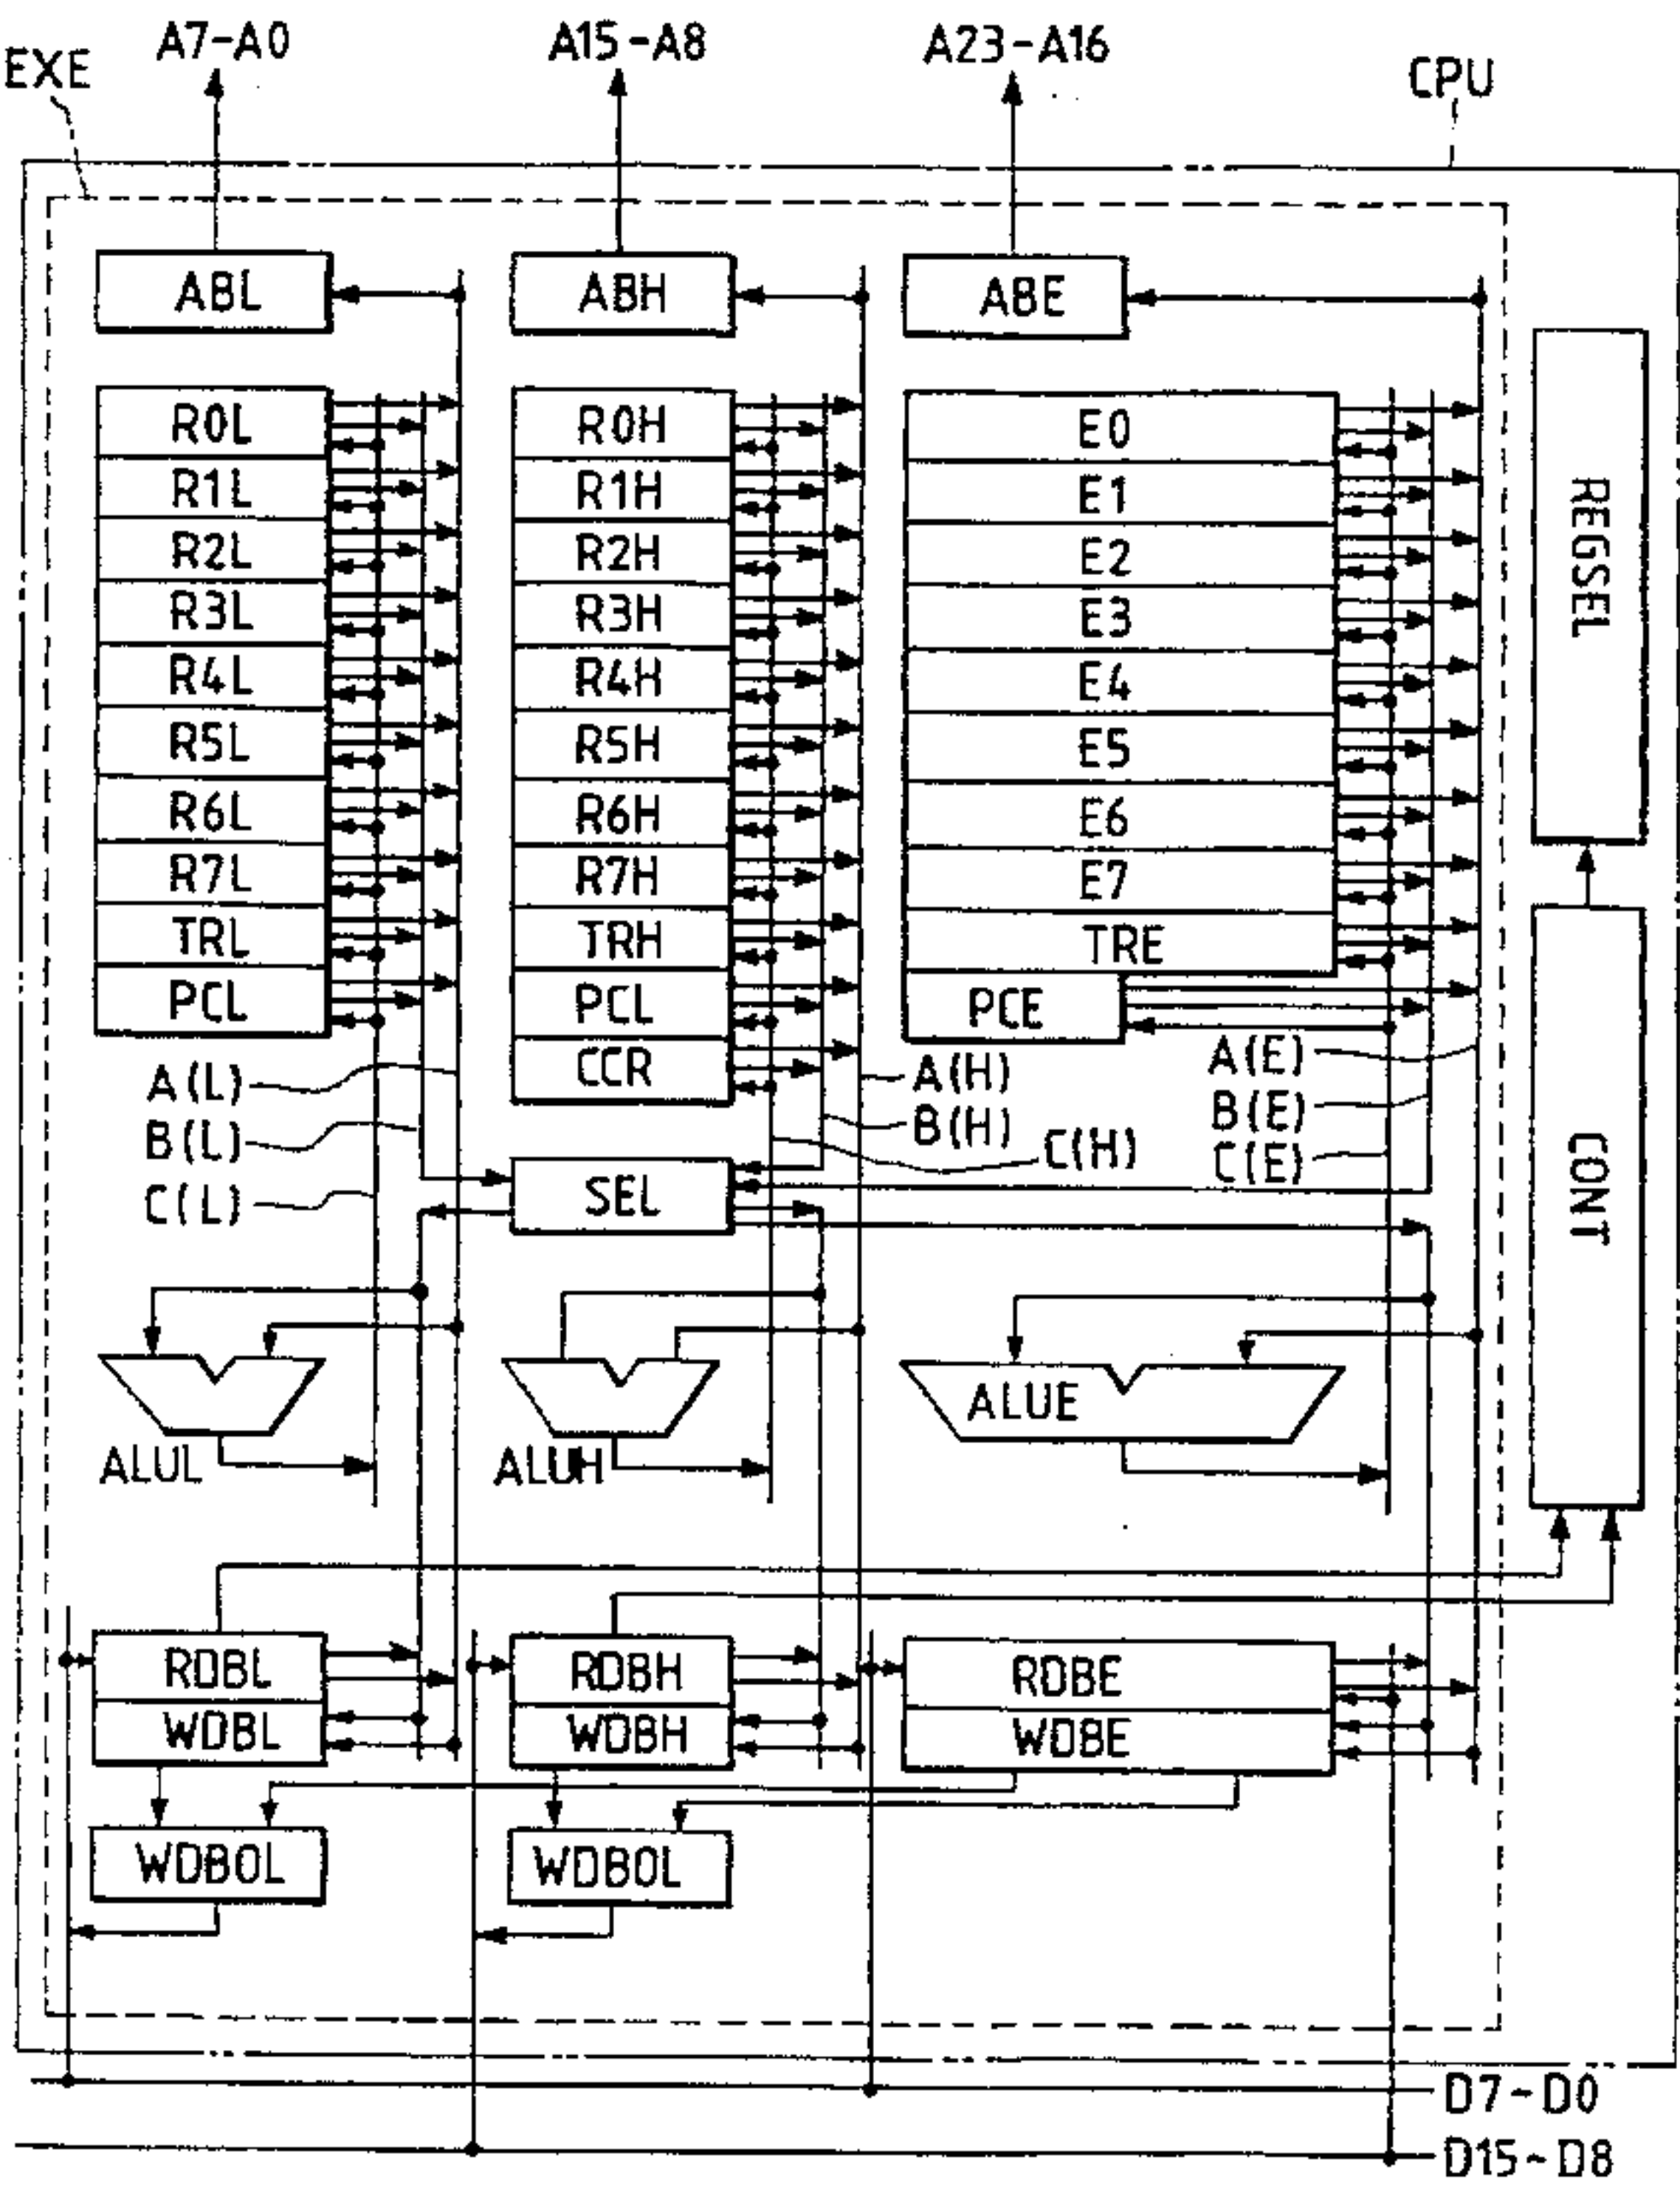 EXE
A7-A0
A15-A8
A23-A16
CPU
ABL
ABH
ABE
R0L
R1L
R2L
R3L
R4L
R5L
R6L
R7L
TRL
PCL
R0H
R1H
R2H
R3H
R4H
R5H
R6H
R7H
TRH
PCL
CCR
E0
E1
E2
E3
E4
E5
E6
E7
TRE
PCE
REGSEL
CONT
A(L)
B(L)
C(L)
A(H)
B(H)
C(H)
A(E)
B(E)
C(E)
SEL
ALUL
ALUH
ALUE
RDBL
WDBL
RDBH
WDBH
RDBE
WDBE
WDBOL
WDBOL
D7~D0
D15~D8